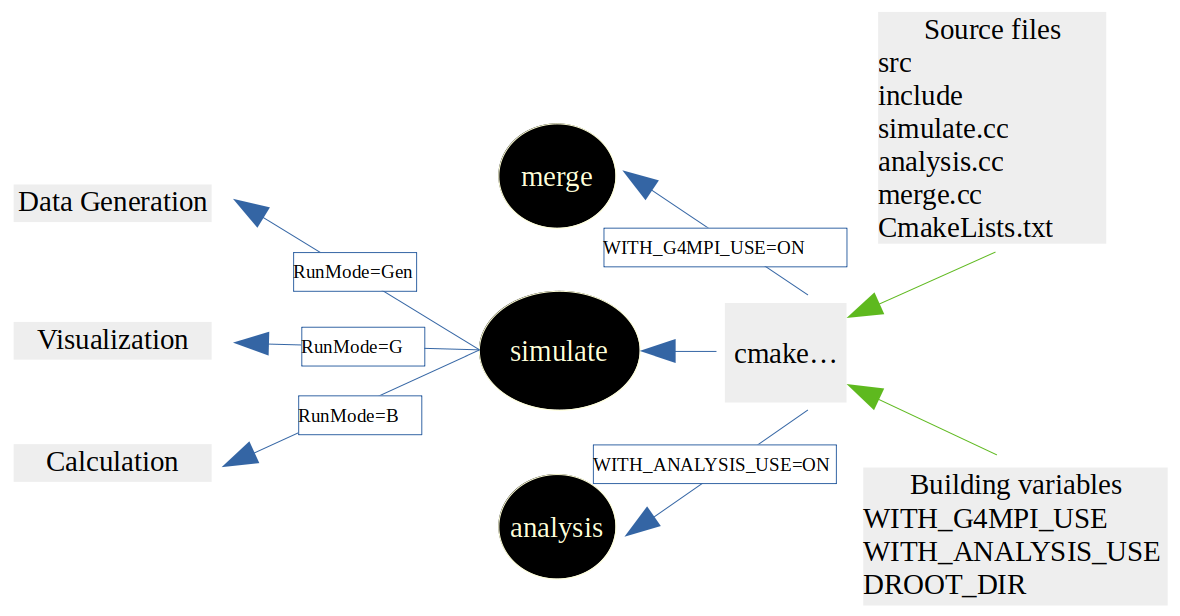 Source files
src
include
simulate.cc
analysis.cc
merge.cc
CmakeLists.txt
merge
Data Generation
WITH_G4MPI_USE=ON
RunMode=Gen
Visualization
RunMode=G
simulate
cmake…
RunMode=B
Calculation
WITH_ANALYSIS_USE=ON
analysis
Building variables
WITH_G4MPI_USE
WITH_ANALYSIS_USE
DROOT_DIR